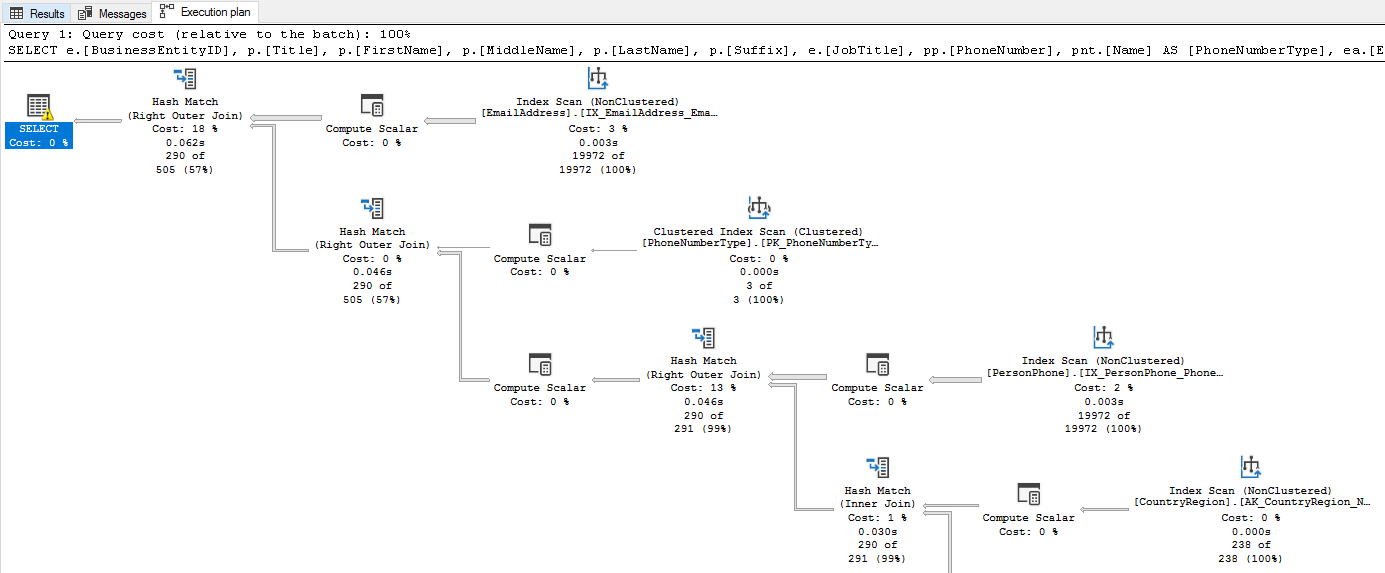 Results Messages Execution plan
Query 1: Query cost (relative to the batch): 100%
SELECT e.[BusinessEntityID], p.[Title], p.[FirstName], p.[MiddleName], p.[LastName], p.[Suffix], e.[JobTitle], pp.[PhoneNumber], pnt.[Name] AS [PhoneNumberType], ea.[E
SELECT
Cost: 0 %
Hash Match
(Right Outer Join)
Cost: 18 %
0.062s
290 of
505 (57%)
Compute Scalar
Cost: 0 %
Index Scan (NonClustered)
[EmailAddress].[IX_EmailAddress_Ema…
Cost: 3 %
0.003s
19972 of
19972 (100%)
Hash Match
(Right Outer Join)
Cost: 0 %
0.046s
290 of
505 (57%)
Compute Scalar
Cost: 0 %
Clustered Index Scan (Clustered)
[PhoneNumberType].[PK_PhoneNumberTy…
Cost: 0 %
0.000s
3 of
3 (100%)
Compute Scalar
Cost: 0 %
Hash Match
(Right Outer Join)
Cost: 13 %
0.046s
290 of
291 (99%)
Compute Scalar
Cost: 0 %
Index Scan (NonClustered)
[PersonPhone].[IX_PersonPhone_Phone…
Cost: 2 %
0.003s
19972 of
19972 (100%)
Hash Match
(Inner Join)
Cost: 1 %
0.030s
290 of
291 (99%)
Compute Scalar
Cost: 0 %
Index Scan (NonClustered)
[CountryRegion].[AK_CountryRegion_N…
Cost: 0 %
0.000s
238 of
238 (100%)